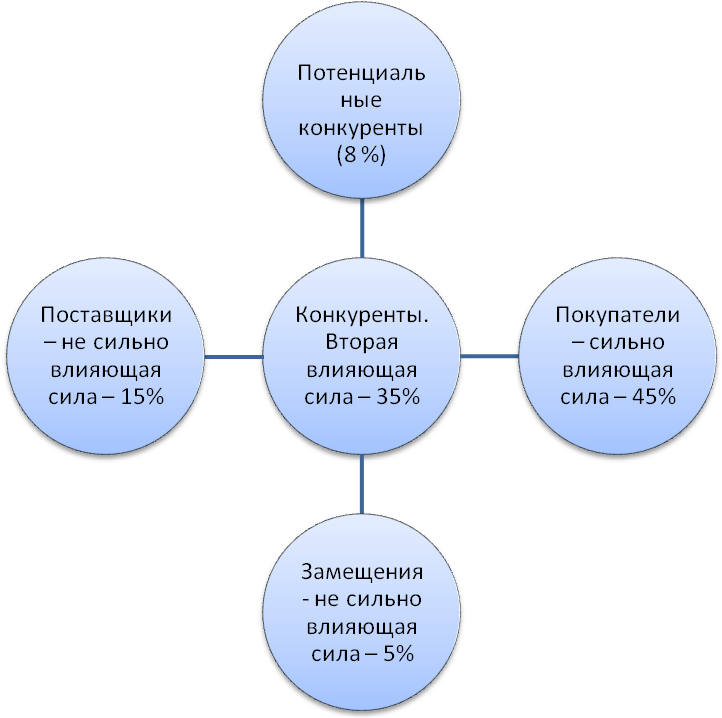 Потенциаль
ные
конкуренты
(8 %)
Поставщики
– не сильно
влияющая
сила – 15%
Конкуренты.
Вторая
влияющая
сила – 35%
Покупатели
– сильно
влияющая
сила – 45%
Замещения
- не сильно
влияющая
сила – 5%